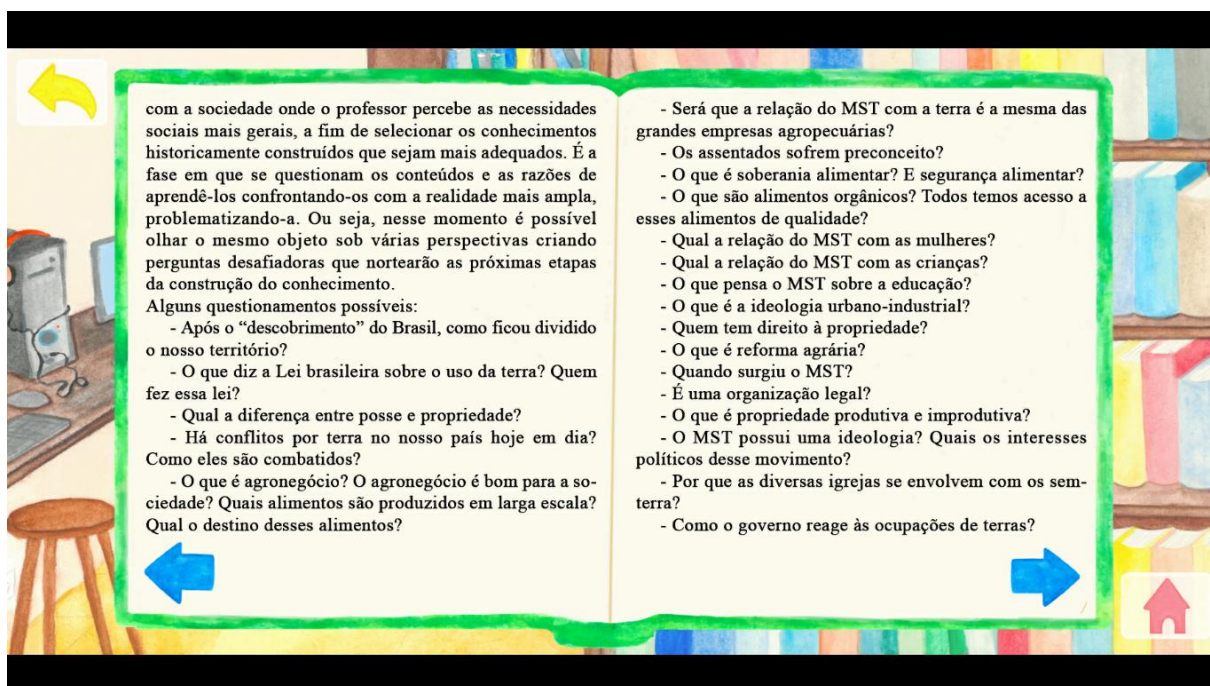 com a sociedade onde o professor percebe as necessidades
sociais mais gerais, a fim de selecionar os conhecimentos
historicamente construídos que sejam mais adequados. É a
fase em que se questionam os conteúdos e as razões de
aprendê-los confrontando-os com a realidade mais ampla,
problematizando-a. Ou seja, nesse momento é possível
olhar o mesmo objeto sob várias perspectivas criando
perguntas desafiadoras que nortearão as próximas etapas
da construção do conhecimento.
Alguns questionamentos possíveis:
- Após o “descobrimento” do Brasil, como ficou dividido
o nosso território?
- O que diz a Lei brasileira sobre o uso da terra? Quem
fez essa lei?
- Qual a diferença entre posse e propriedade?
- Há conflitos por terra no nosso país hoje em dia?
Como eles são combatidos?
- O que é agronegócio? O agronegócio é bom para a so-
ciedade? Quais alimentos são produzidos em larga escala?
Qual o destino desses alimentos?
- Será que a relação do MST com a terra é a mesma das
grandes empresas agropecuárias?
- Os assentados sofrem preconceito?
- O que é soberania alimentar? E segurança alimentar?
- O que são alimentos orgânicos? Todos temos acesso a
esses alimentos de qualidade?
- Qual a relação do MST com as mulheres?
- Qual a relação do MST com as crianças?
- O que pensa o MST sobre a educação?
- O que é a ideologia urbano-industrial?
- Quem tem direito à propriedade?
- O que é reforma agrária?
- Quando surgiu o MST?
- É uma organização legal?
- O que é propriedade produtiva e improdutiva?
- O MST possui uma ideologia? Quais os interesses
políticos desse movimento?
- Por que as diversas igrejas se envolvem com os sem-
terra?
- Como o governo reage às ocupações de terras?